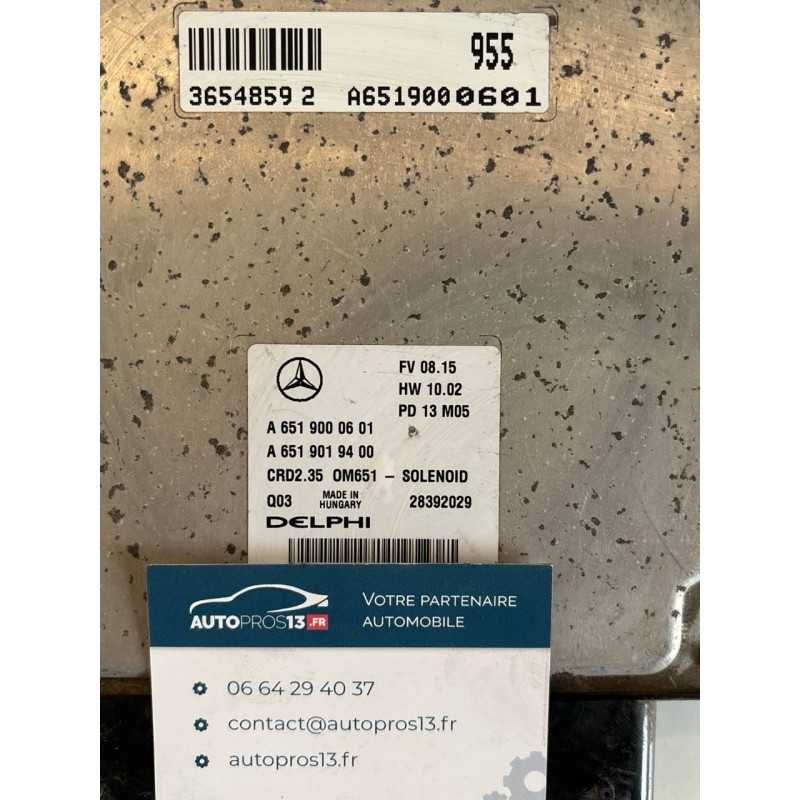 955
3654859 2 A6519000601
FV 08.15
HW 10.02
PD 13 M05
A 651 900 06 01
A 651 901 94 00
CRD2.35 OM651 - SOLENOID
Q03 MADE IN HUNGARY 28392029
DELPHI
AUTOPROS13.FR
VOTRE PARTENAIRE
AUTOMOBILE
06 64 29 40 37
contact@autopros13.fr
autopros13.fr